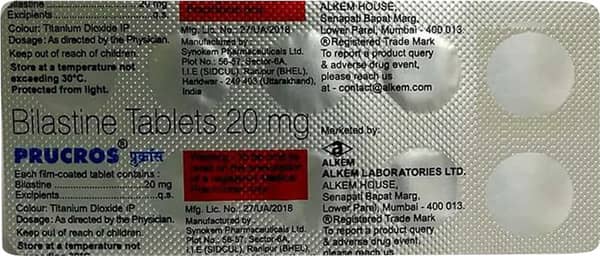 Bilastine 20 mg
Excipients q.s.
Colour: Titanium Dioxide IP
Dosage: As directed by the Physician.
Keep out of reach of children.
Store at a temperature not
exceeding 30°C.
Protected from light.
Mfg. Lic. No.: 27/UA/2018
Manufactured by :
Synokem Pharmaceuticals Ltd.
Plot No.: 56-57, Sector-6A,
I.I.E (SIDCUL), Ranipur (BHEL),
Haridwar - 249 403 (Uttarakhand),
India
ALKEM HOUSE,
Senapati Bapat Marg,
Lower Parel, Mumbai - 400 013.
®Registered Trade Mark
To report a product query
& adverse drug event,
please reach us
at - contact@alkem.com
Bilastine Tablets 20 mg
PRUCROS® प्रुक्रॉस
Each film-coated tablet contains :
Bilastine 20 mg
Excipients q.s.
Colour: Titanium Dioxide IP
Dosage: As directed by the Physician.
Keep out of reach of children.
Store at a temperature not
Mfg. Lic. No.: 27/UA/2018
Manufactured by :
Synokem Pharmaceuticals Ltd.
Plot No.: 56-57, Sector-6A,
I.I.E (SIDCUL), Ranipur (BHEL),
Marketed by:
a
ALKEM
ALKEM LABORATORIES LTD.
ALKEM HOUSE,
Senapati Bapat Marg,
Lower Parel, Mumbai - 400 013.
®Registered Trade Mark
To report a product query
& adverse drug event,
please reach us